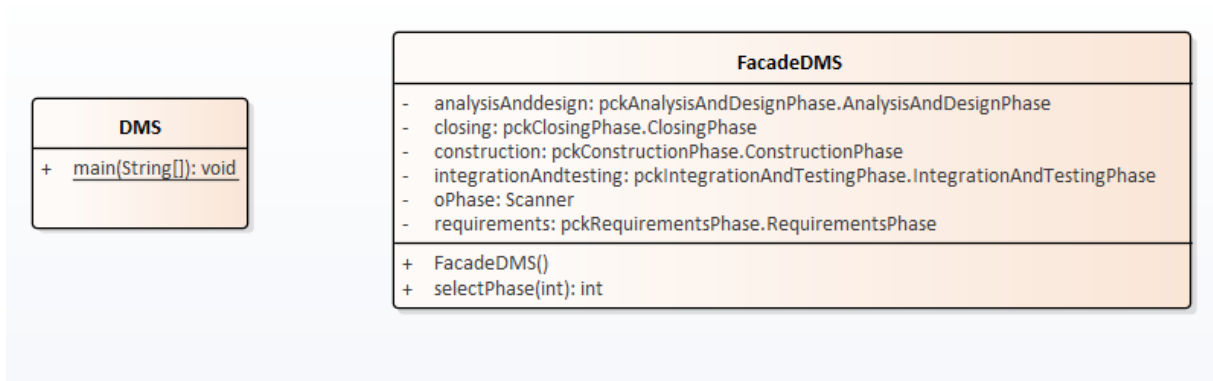 DMS
+ main(String[]): void
FacadeDMS
- analysisAnddesign: pckAnalysisAndDesignPhase.AnalysisAndDesignPhase
- closing: pckClosingPhase.ClosingPhase
- construction: pckConstructionPhase.ConstructionPhase
- integrationAndtesting: pckIntegrationAndTestingPhase.IntegrationAndTestingPhase
- oPhase: Scanner
- requirements: pckRequirementsPhase.RequirementsPhase
+ FacadeDMS()
+ selectPhase(int): int